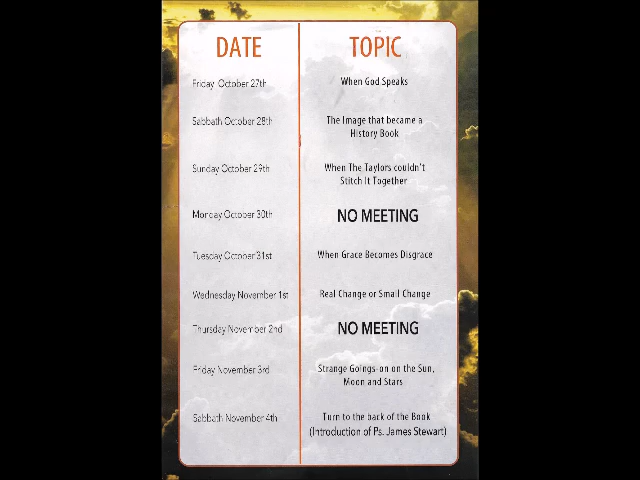 DATE TOPIC
Friday October 27th When God Speaks
Sabbath October 28th The Image that became a
History Book
Sunday October 29th When The Taylors couldn't
Stitch It Together
Monday October 30th NO MEETING
Tuesday October 31st When Grace Becomes Disgrace
Wednesday November 1st Real Change or Small Change
Thursday November 2nd NO MEETING
Friday November 3rd Strange Goings-on on the Sun,
Moon and Stars
Sabbath November 4th Turn to the back of the Book
(Introduction of Ps. James Stewart)